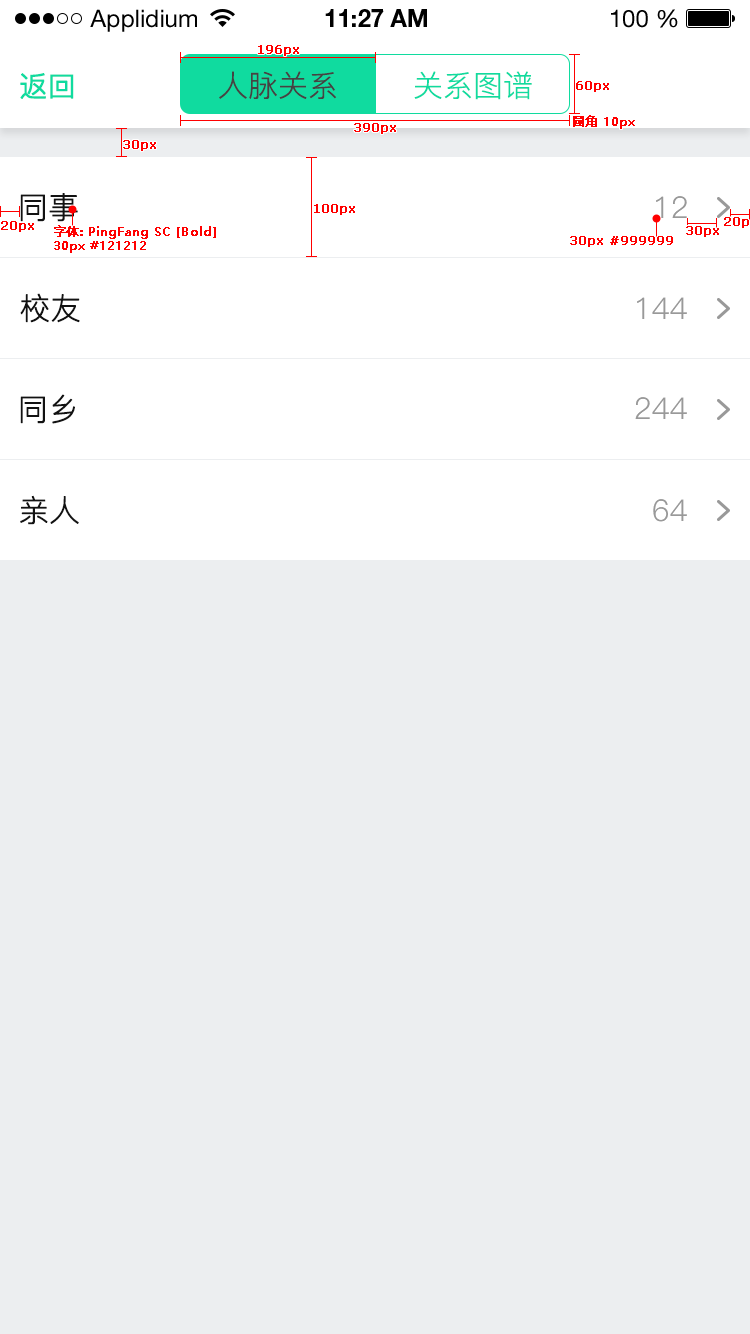 Applidium 11:27 AM 100 %
196px
返回 人脉关系 关系图谱 60px
390px 圆角 10px
30px
同事 100px 12
20px 30px 20p
字体: PingFang SC [Bold]
30px #121212 30px #999999
校友 144
同乡 244
亲人 64